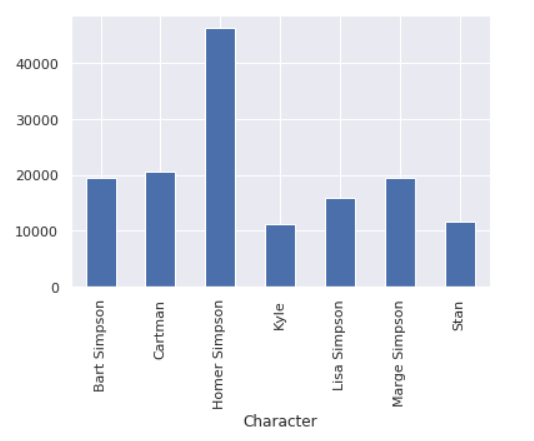 40000
30000
20000
10000
0
Bart Simpson
Cartman
Homer Simpson
Kyle
Lisa Simpson
Marge Simpson
Stan
Character